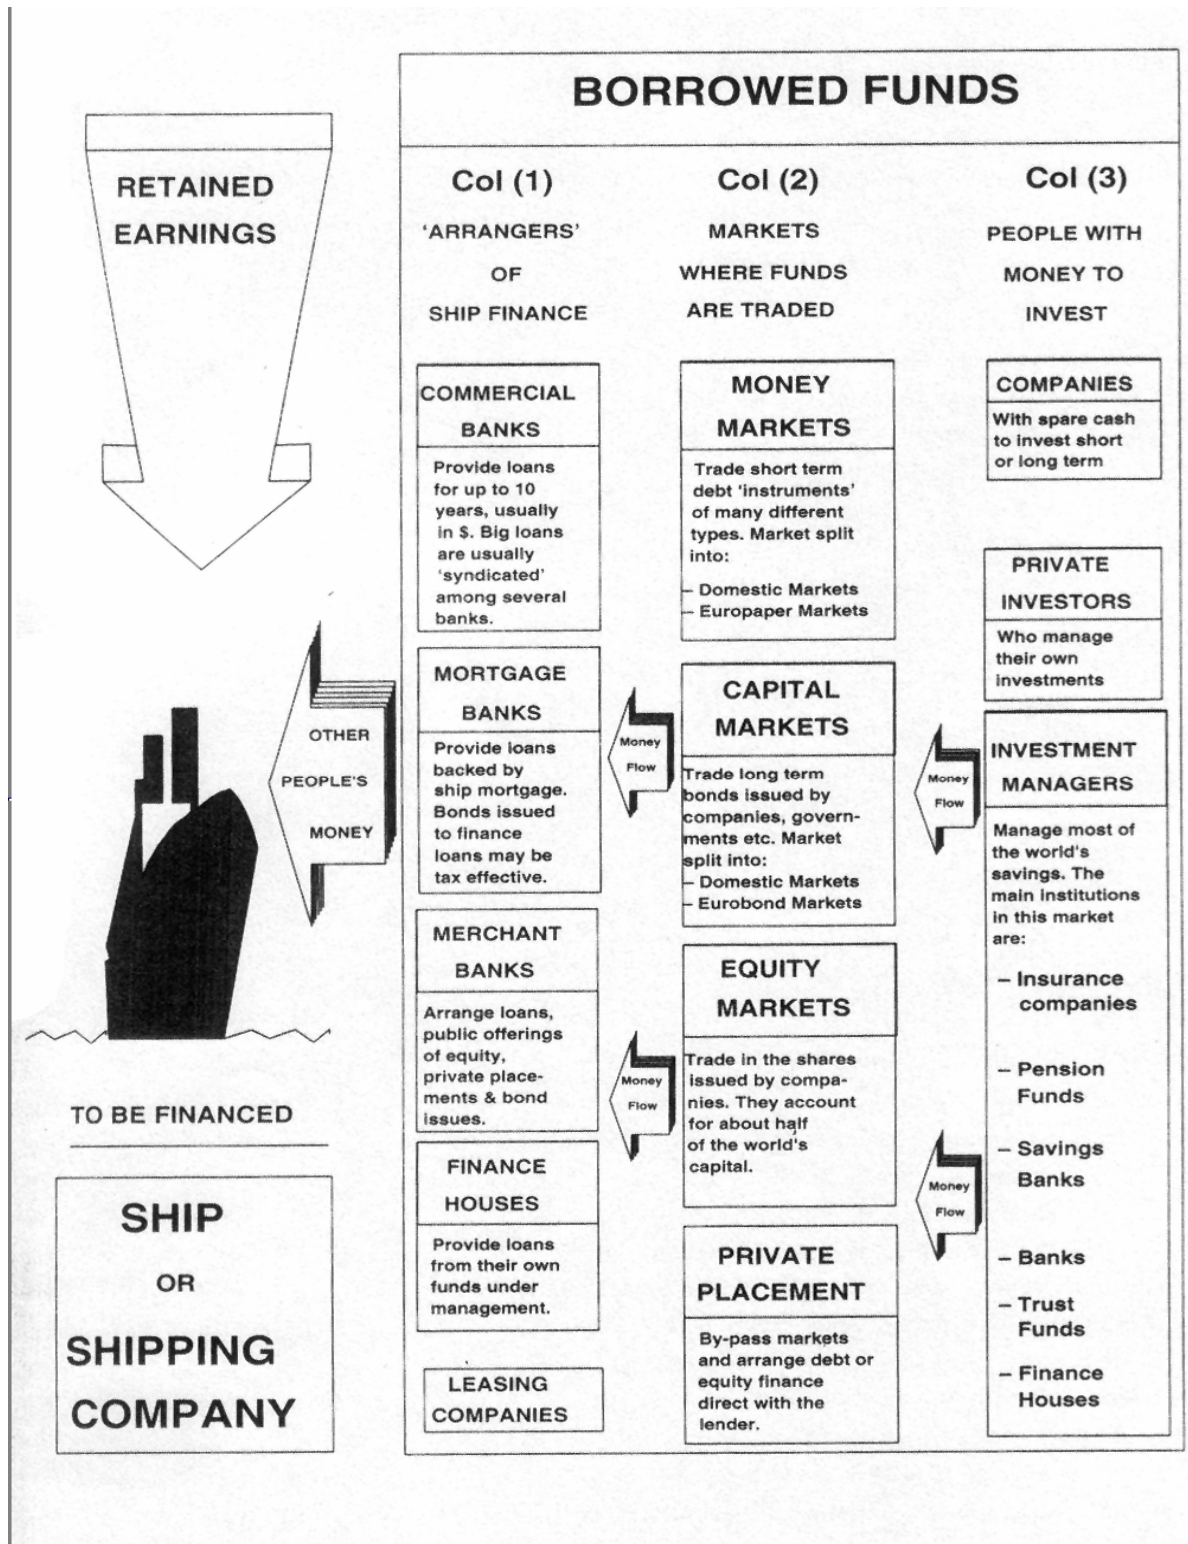 BORROWED FUNDS
RETAINED
EARNINGS
OTHER
PEOPLE'S
MONEY
TO BE FINANCED
SHIP
OR
SHIPPING
COMPANY
Col (1)
'ARRANGERS'
OF
SHIP FINANCE
COMMERCIAL
BANKS
Provide loans
for up to 10
years, usually
in $. Big loans
are usually
'syndicated'
among several
banks.
MORTGAGE
BANKS
Provide loans
backed by
ship mortgage.
Bonds issued
to finance
loans may be
tax effective.
MERCHANT
BANKS
Arrange loans,
public offerings
of equity,
private place-
ments & bond
issues.
FINANCE
HOUSES
Provide loans
from their own
funds under
management.
LEASING
COMPANIES
Money
Flow
Money
Flow
Col (2)
MARKETS
WHERE FUNDS
ARE TRADED
MONEY
MARKETS
Trade short term
debt 'instruments'
of many different
types. Market split
into:
– Domestic Markets
– Europaper Markets
CAPITAL
MARKETS
Trade long term
bonds issued by
companies, govern-
ments etc. Market
split into:
– Domestic Markets
– Eurobond Markets
EQUITY
MARKETS
Trade in the shares
issued by compa-
nies. They account
for about half
of the world's
capital.
PRIVATE
PLACEMENT
By-pass markets
and arrange debt or
equity finance
direct with the
lender.
Money
Flow
Money
Flow
Col (3)
PEOPLE WITH
MONEY TO
INVEST
COMPANIES
With spare cash
to invest short
or long term
PRIVATE
INVESTORS
Who manage
their own
investments
INVESTMENT
MANAGERS
Manage most of
the world's
savings. The
main institutions
in this market
are:
– Insurance
companies
– Pension
Funds
– Savings
Banks
– Banks
– Trust
Funds
– Finance
Houses